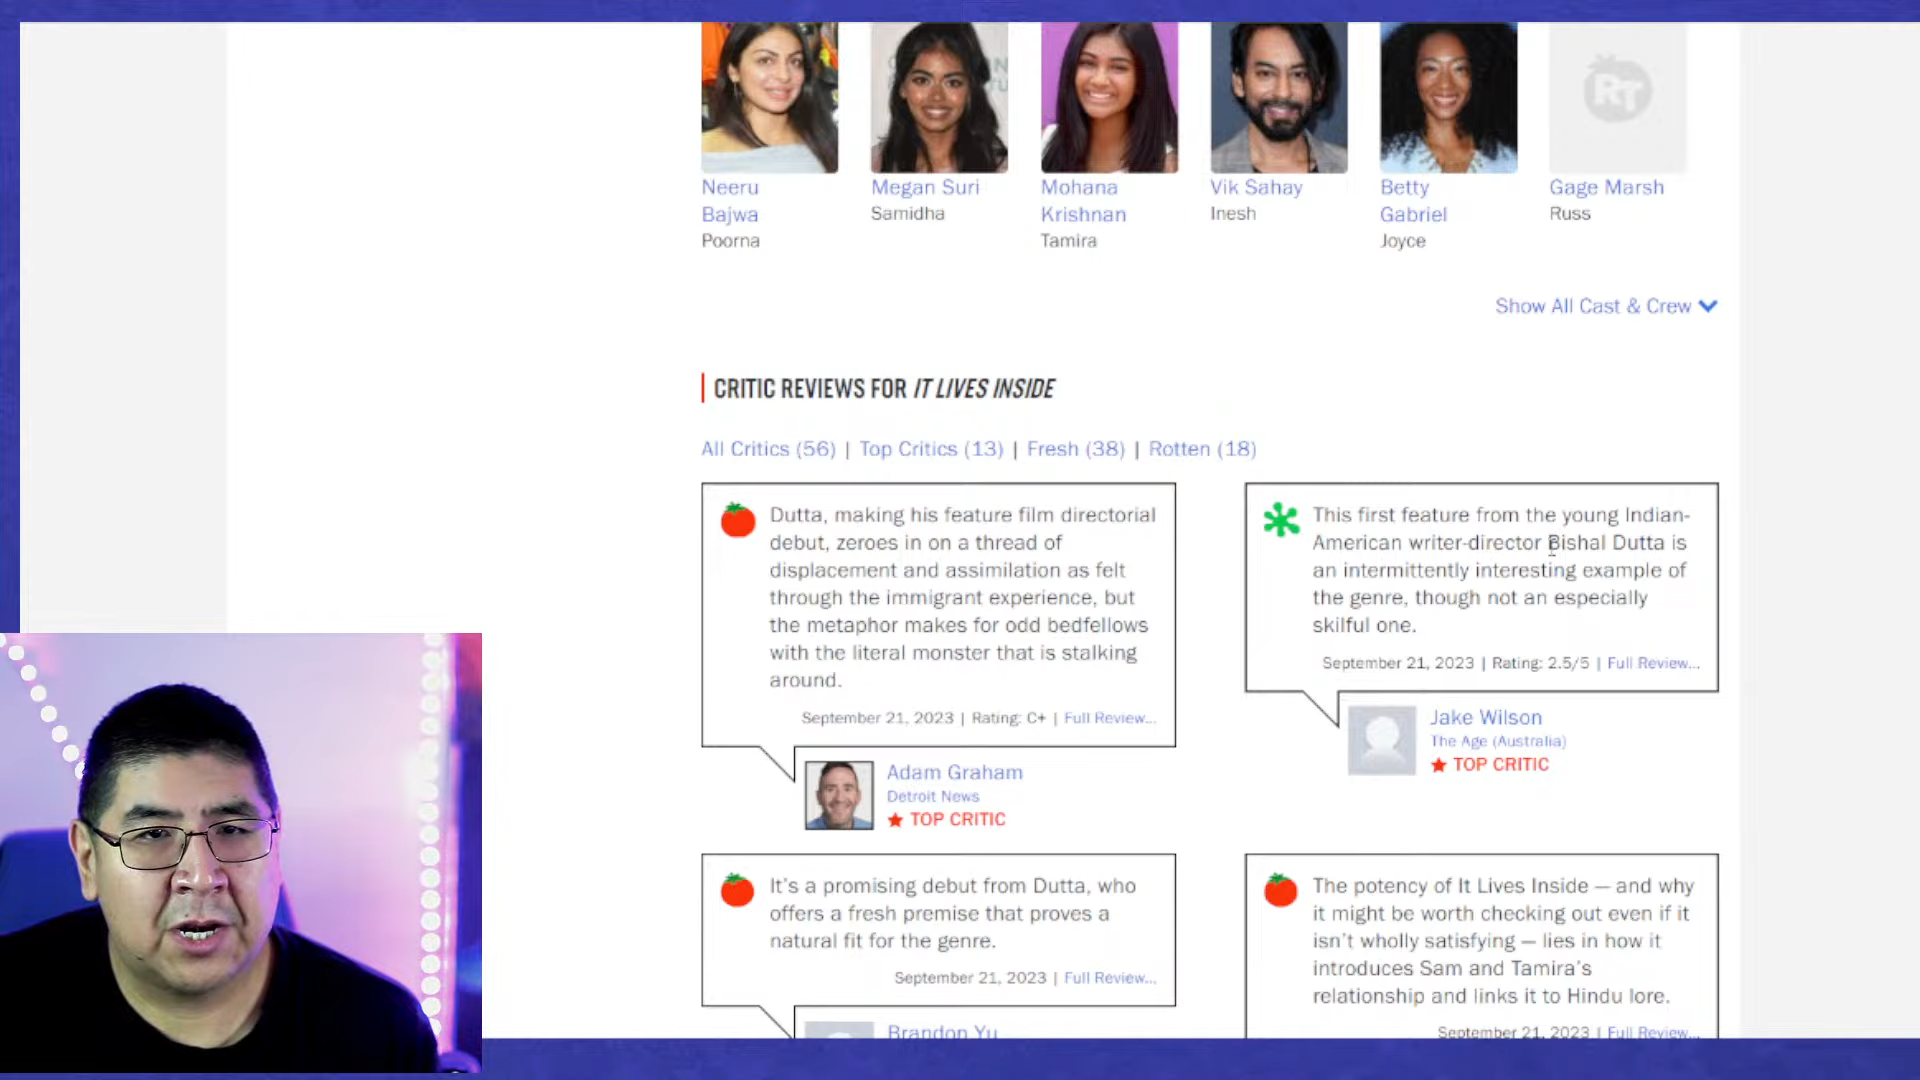 RT
Neeru
Bajwa
Poorna
Megan Suri
Samidha
Mohana
Krishnan
Tamira
Vik Sahay
Inesh
Betty
Gabriel
Joyce
Gage Marsh
Russ
Show All Cast & Crew
CRITIC REVIEWS FOR IT LIVES INSIDE
All Critics (56) | Top Critics (13) | Fresh (38) | Rotten (18)
Dutta, making his feature film directorial
debut, zeroes in on a thread of
displacement and assimilation as felt
through the immigrant experience, but
the metaphor makes for odd bedfellows
with the literal monster that is stalking
around.
September 21, 2023 | Rating: C+ | Full Review...
Adam Graham
Detroit News
TOP CRITIC
This first feature from the young Indian-
American writer-director Bishal Dutta is
an intermittently interesting example of
the genre, though not an especially
skilful one.
September 21, 2023 | Rating: 2.5/5 | Full Review...
Jake Wilson
The Age (Australia)
TOP CRITIC
It's a promising debut from Dutta, who
offers a fresh premise that proves a
natural fit for the genre.
September 21, 2023 | Full Review...
Brandon Yu
The potency of It Lives Inside — and why
it might be worth checking out even if it
isn't wholly satisfying — lies in how it
introduces Sam and Tamira's
relationship and links it to Hindu lore.
September 21, 2023 | Full Review...